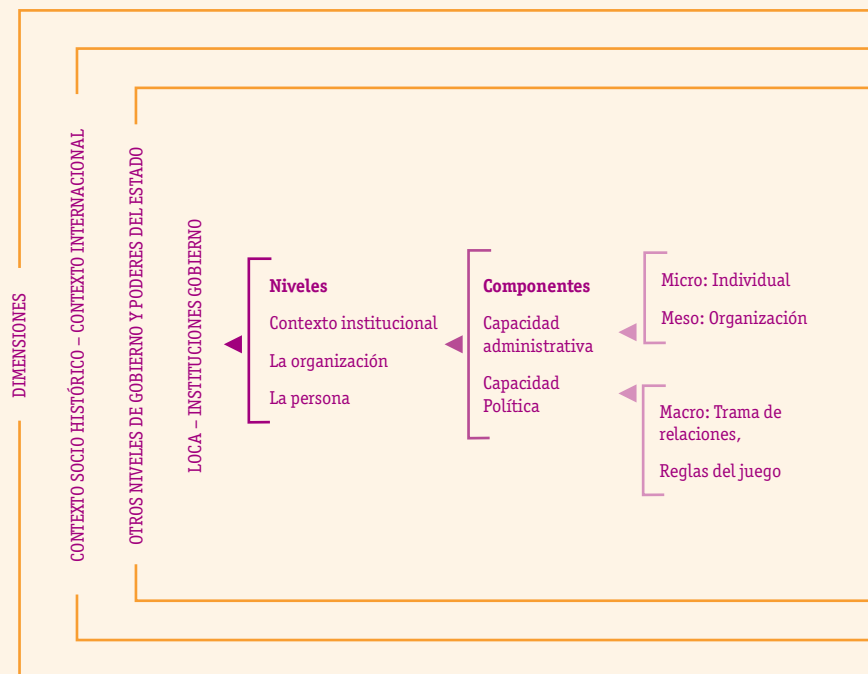 DIMENSIONES
CONTEXTO SOCIO HISTÓRICO – CONTEXTO INTERNACIONAL
OTROS NIVELES DE GOBIERNO Y PODERES DEL ESTADO
LOCA – INSTITUCIONES GOBIERNO
Niveles
Contexto institucional
La organización
La persona
Componentes
Capacidad
administrativa
Capacidad
Política
Micro: Individual
Meso: Organización
Macro: Trama de
relaciones,
Reglas del juego